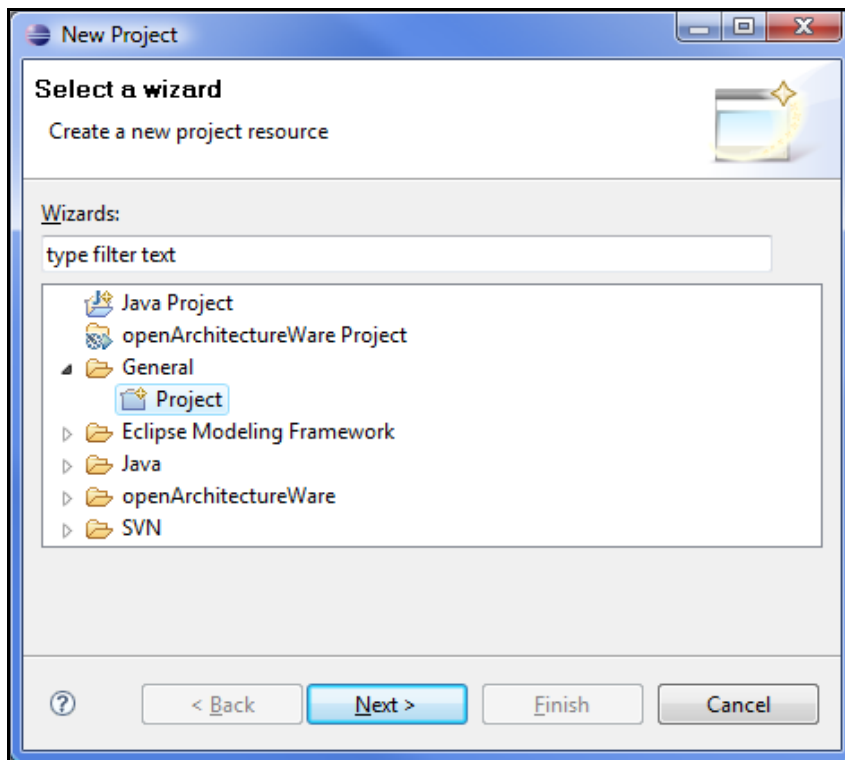 New Project
Select a wizard
Create a new project resource
Wizards:
type filter text
Java Project
openArchitectureWare Project
General
Project
Eclipse Modeling Framework
Java
openArchitectureWare
SVN
< Back Next > Finish Cancel